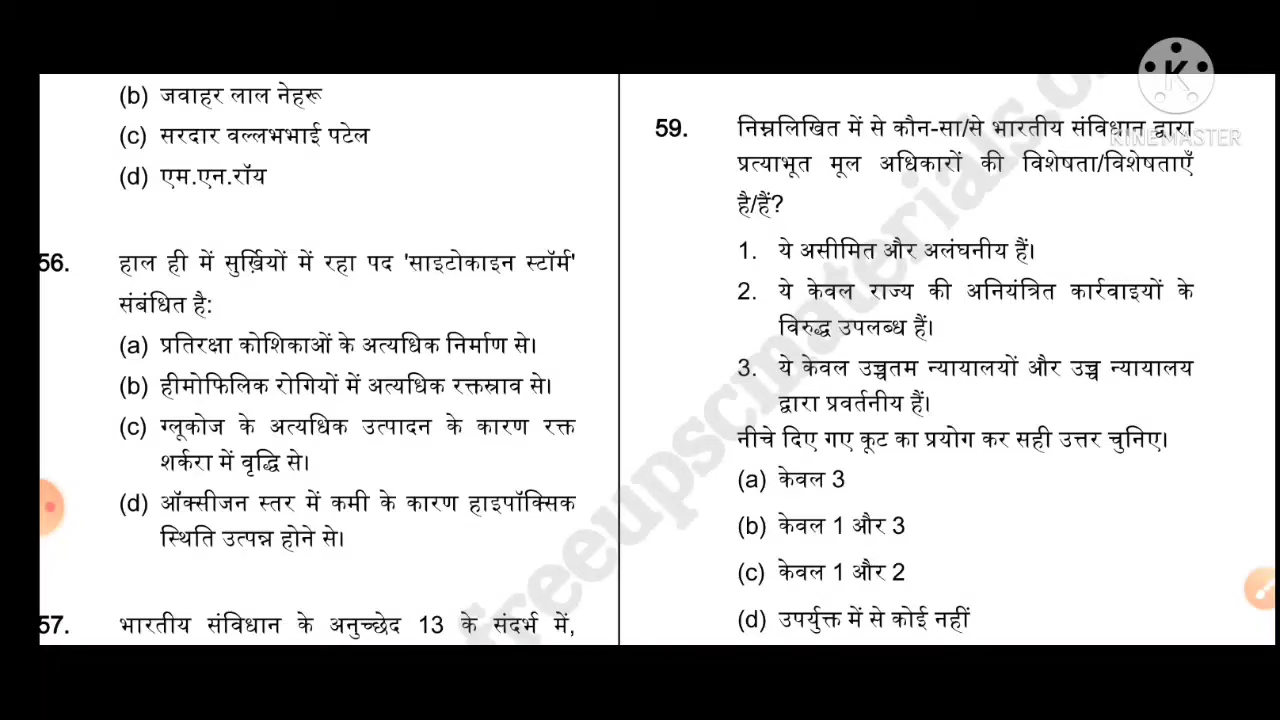 (b) जवाहर लाल नेहरू
(c) सरदार वल्लभभाई पटेल
(d) एम.एन.रॉय
56. हाल ही में सुर्ख़ियों में रहा पद 'साइटोकाइन स्टॉर्म'
संबंधित है:
(a) प्रतिरक्षा कोशिकाओं के अत्यधिक निर्माण से।
(b) हीमोफिलिक रोगियों में अत्यधिक रक्तस्राव से।
(c) ग्लूकोज के अत्यधिक उत्पादन के कारण रक्त
शर्करा में वृद्धि से।
(d) ऑक्सीजन स्तर में कमी के कारण हाइपॉक्सिक
स्थिति उत्पन्न होने से।
57. भारतीय संविधान के अनुच्छेद 13 के संदर्भ में,
59. निम्नलिखित में से कौन-सा/से भारतीय संविधान द्वारा
प्रत्याभूत मूल अधिकारों की विशेषता/विशेषताएँ
है/हैं?
1. ये असीमित और अलंघनीय हैं।
2. ये केवल राज्य की अनियंत्रित कार्रवाइयों के
विरुद्ध उपलब्ध हैं।
3. ये केवल उच्चतम न्यायालयों और उच्च न्यायालय
द्वारा प्रवर्तनीय हैं।
नीचे दिए गए कूट का प्रयोग कर सही उत्तर चुनिए।
(a) केवल 3
(b) केवल 1 और 3
(c) केवल 1 और 2
(d) उपर्युक्त में से कोई नहीं
freeupscmaterials.o
K
KINEMASTER